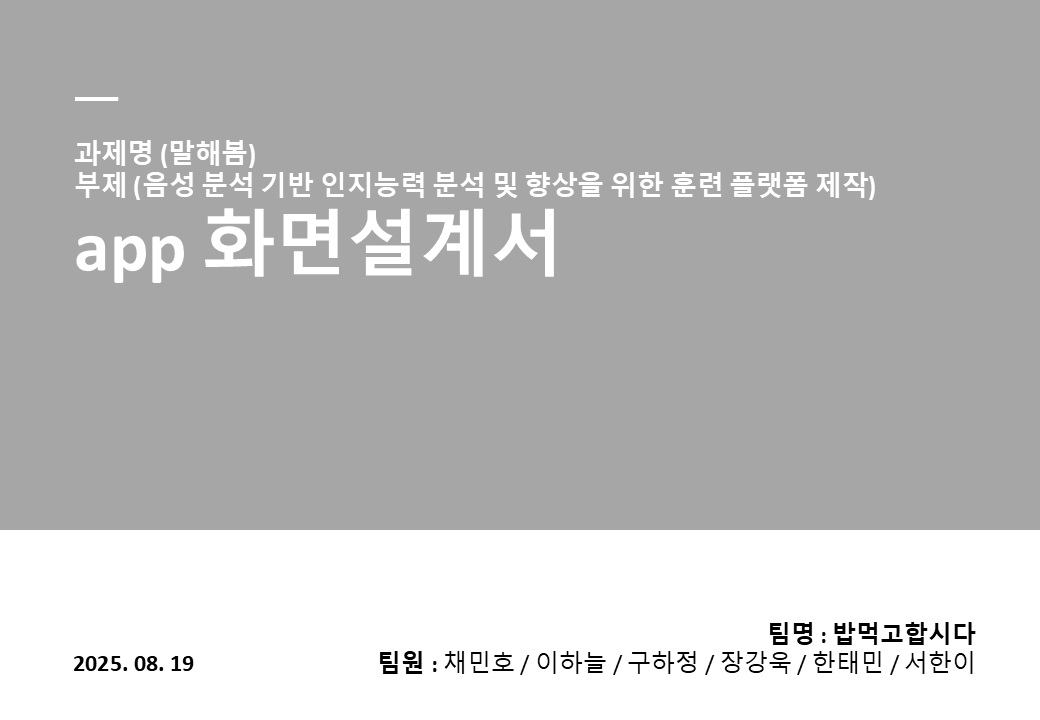 과제명 (말해봄)
부제 (음성 분석 기반 인지능력 분석 및 향상을 위한 훈련 플랫폼 제작)
app 화면설계서
팀명 : 밥먹고합시다
2025. 08. 19
팀원 : 채민호 / 이하늘 / 구하정 / 장강욱 / 한태민 / 서한이